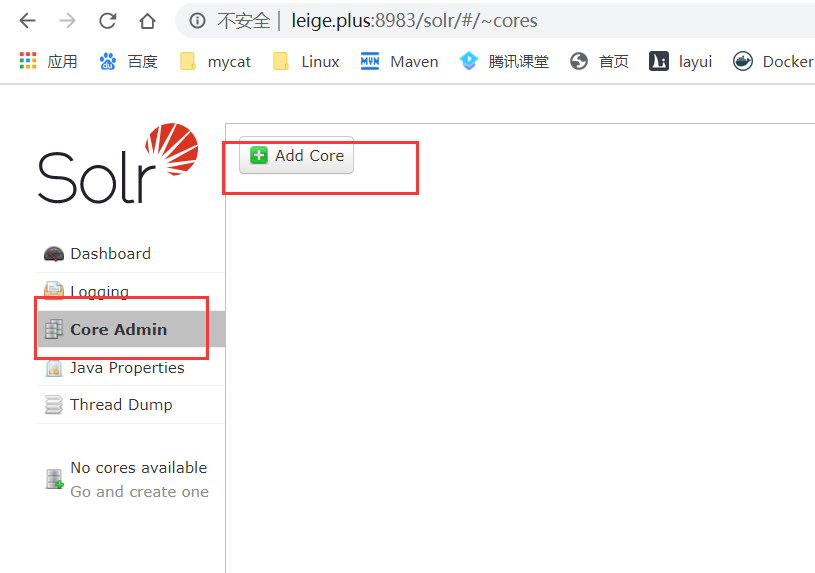 不安全 | leige.plus:8983/solr/#/~cores
应用 百度 mycat Linux Maven 腾讯课堂 首页 layui Docker
Solr
Add Core
Dashboard
Logging
Core Admin
Java Properties
Thread Dump
No cores available
Go and create one